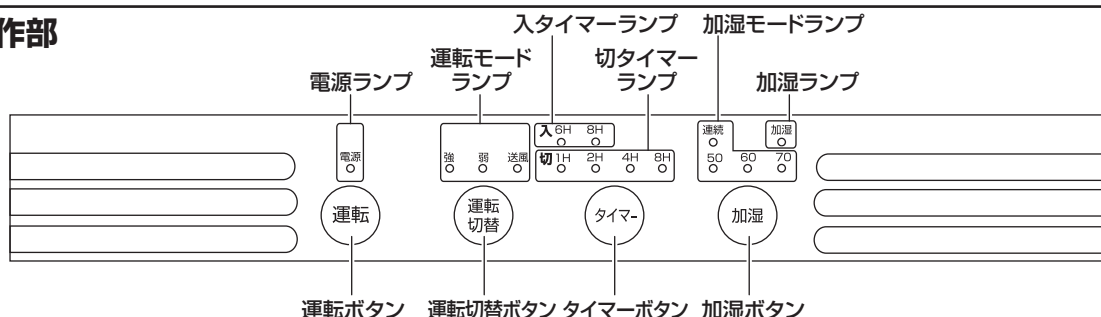 作部
入タイマーランプ 加湿モードランプ
運転モード
ランプ
切タイマー
ランプ
電源ランプ
加湿ランプ
入 6H 8H
連続
加湿
電源
強 弱 送風
切 1H 2H 4H 8H
50 60 70
運転
運転
切替
タイマー
加湿
運転ボタン 運転切替ボタン タイマーボタン 加湿ボタン